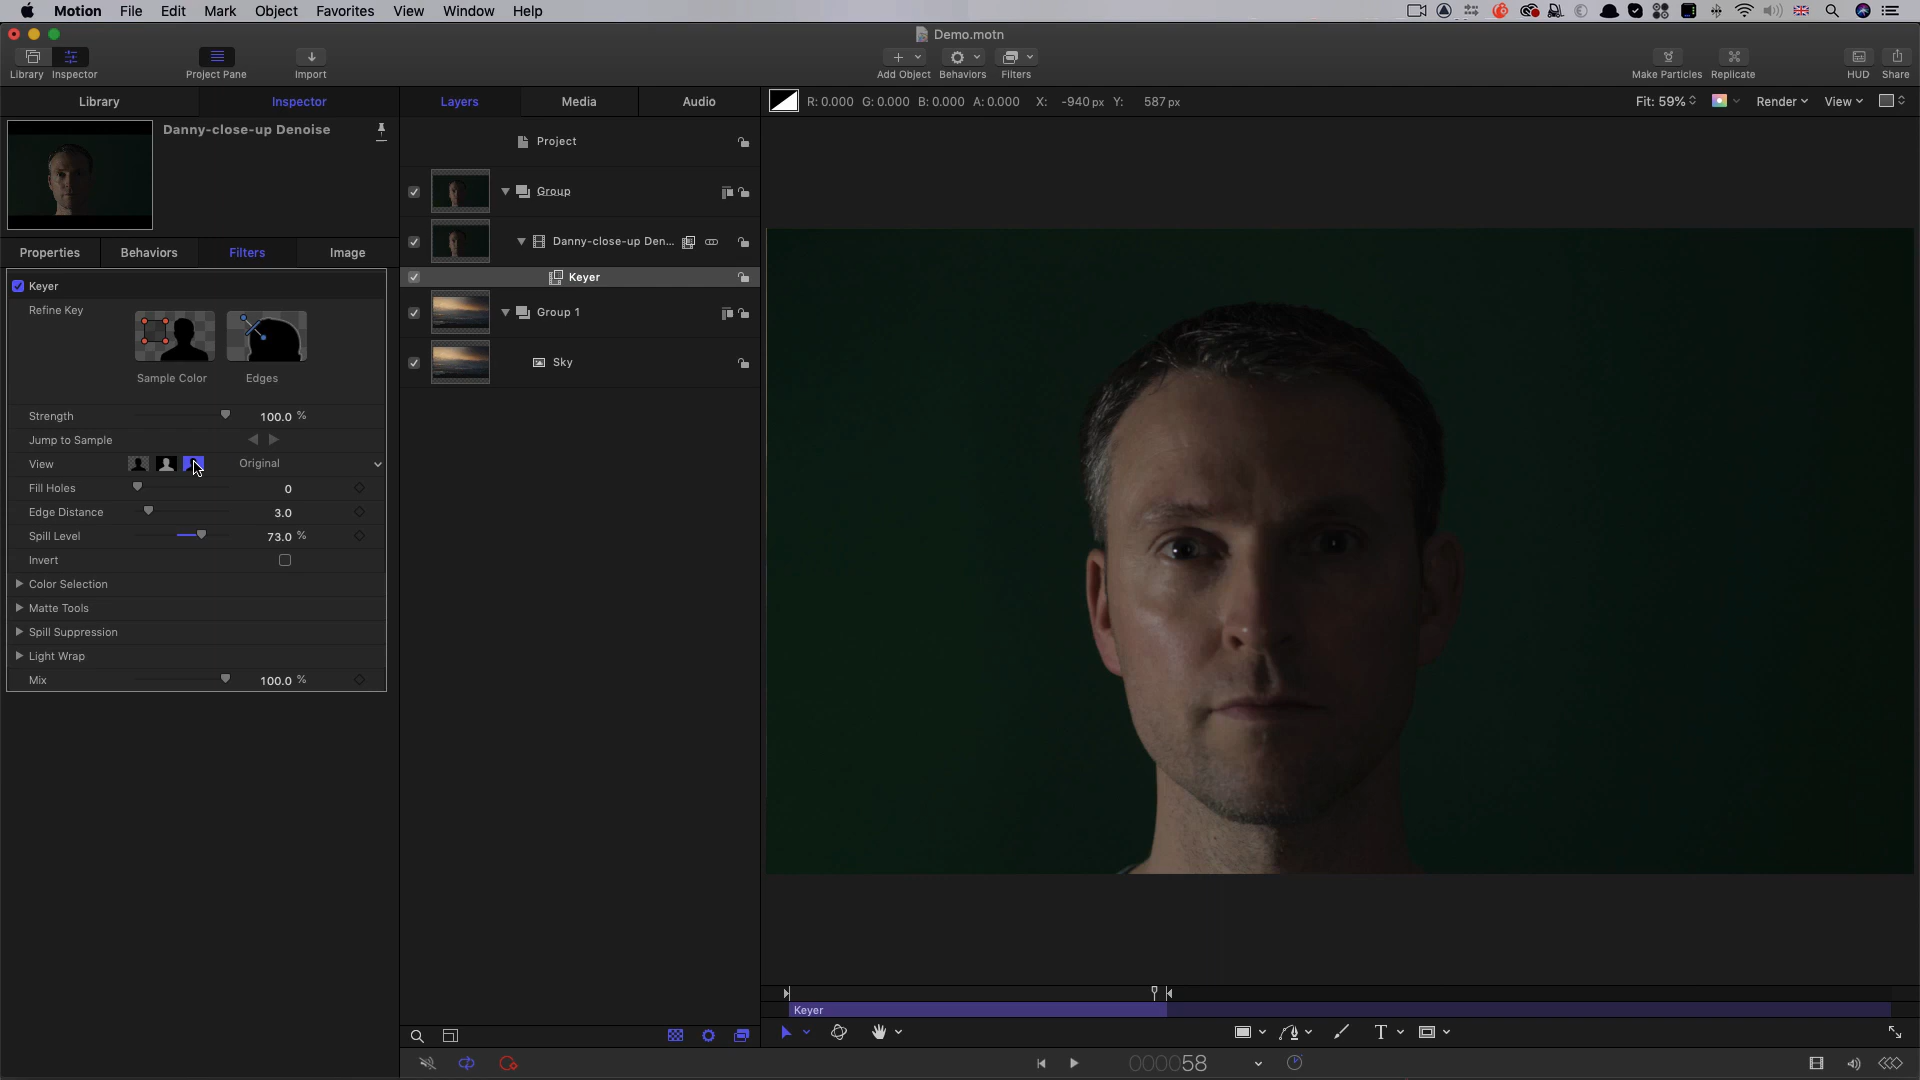 Motion File Edit Mark Object Favorites View Window Help
Demo.motn
Library Inspector Project Pane Import Add Object Behaviors Filters Make Particles Replicate HUD Share
Library Inspector Layers Media Audio R: 0.000 G: 0.000 B: 0.000 A: 0.000 X: -940 px Y: 587 px Fit: 59% Render View
Danny-close-up Denoise
Properties Behaviors Filters Image
Keyer
Refine Key
Sample Color Edges
Strength 100.0 %
Jump to Sample
View Original
Fill Holes 0
Edge Distance 3.0
Spill Level 73.0 %
Invert
Color Selection
Matte Tools
Spill Suppression
Light Wrap
Mix 100.0 %
Project
Group
Danny-close-up Den...
Keyer
Group 1
Sky
Keyer
T
000058